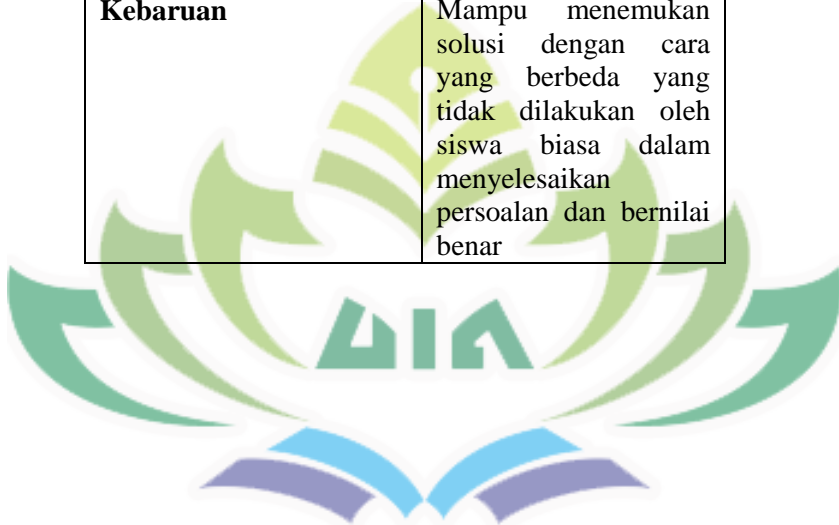 Kebaruan
Mampu menemukan
solusi dengan cara
yang berbeda yang
tidak dilakukan oleh
siswa biasa dalam
menyelesaikan
persoalan dan bernilai
benar